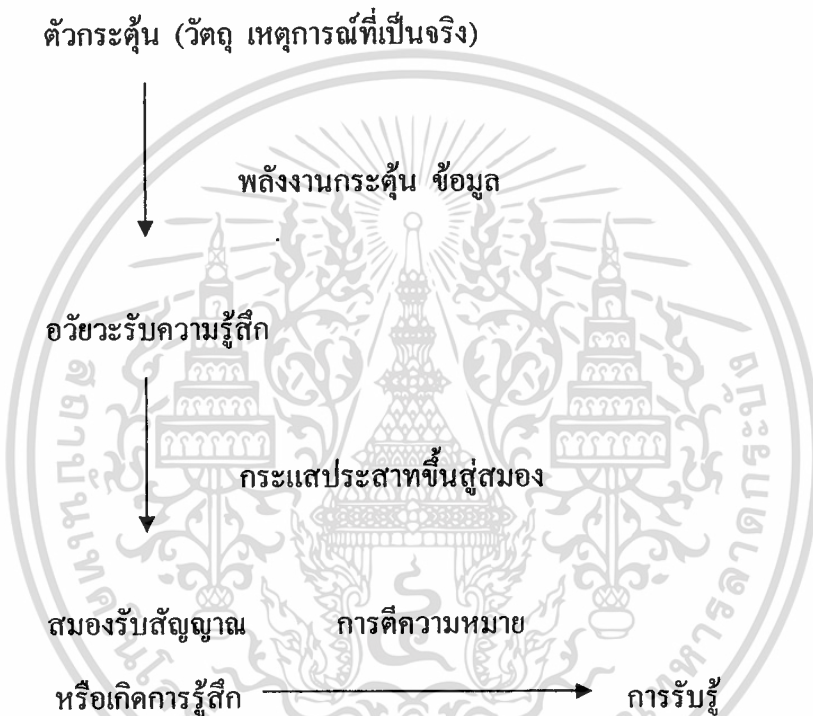 ตัวกระตุ้น (วัตถุ เหตุการณ์ที่เป็นจริง)
พลังงานกระตุ้น ข้อมูล
อวัยวะรับความรู้สึก
กระแสประสาทขึ้นสู่สมอง
สมองรับสัญญาณ การตีความหมาย
หรือเกิดการรู้สึก การรับรู้